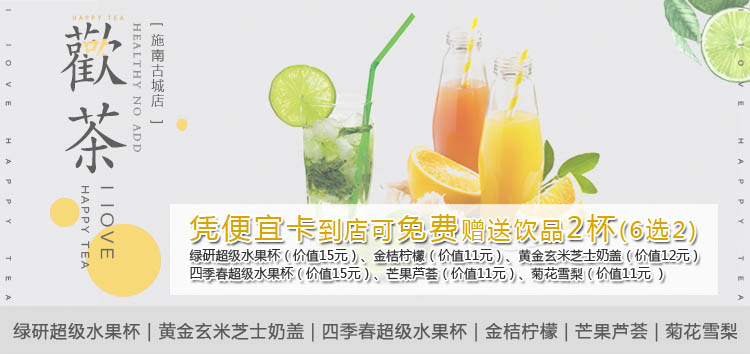 I IOVE HAPPY TEA
HAPPY TEA
歡茶
HEALTHY NO ADD
[ 施南古城店 ]
I IOVE
HAPPY TEA
I IOVE HAPPY TEA
凭便宜卡到店可免费赠送饮品2杯(6选2)
绿研超级水果杯（价值15元）、金桔柠檬（价值11元）、黄金玄米芝士奶盖（价值12元）
四季春超级水果杯（价值15元）、芒果芦荟（价值11元）、菊花雪梨（价值11元 ）
绿研超级水果杯 | 黄金玄米芝士奶盖 | 四季春超级水果杯 | 金桔柠檬 | 芒果芦荟 | 菊花雪梨